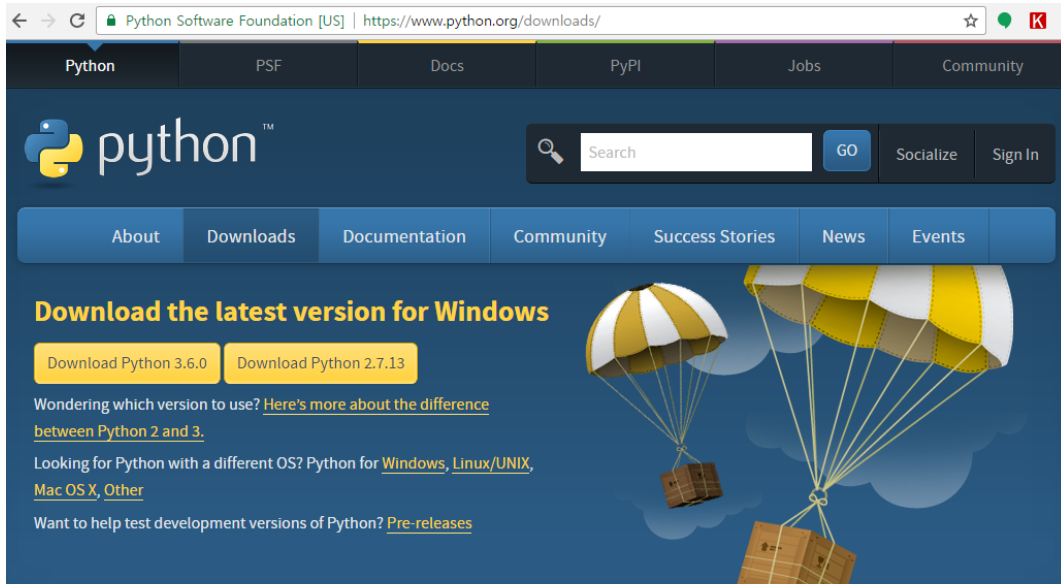 Python Software Foundation [US] | https://www.python.org/downloads/
K
Python PSF Docs PyPI Jobs Community
python™
Search GO Socialize Sign In
About Downloads Documentation Community Success Stories News Events
Download the latest version for Windows
Download Python 3.6.0 Download Python 2.7.13
Wondering which version to use? Here's more about the difference
between Python 2 and 3.
Looking for Python with a different OS? Python for Windows, Linux/UNIX,
Mac OS X, Other
Want to help test development versions of Python? Pre-releases